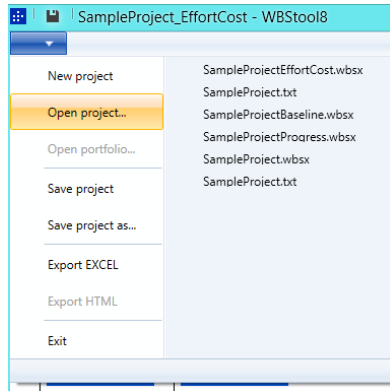 SampleProject_EffortCost - WBStool8
New project
Open project...
Open portfolio...
Save project
Save project as...
Export EXCEL
Export HTML
Exit
SampleProjectEffortCost.wbsx
SampleProject.txt
SampleProjectBaseline.wbsx
SampleProjectProgress.wbsx
SampleProject.wbsx
SampleProject.txt